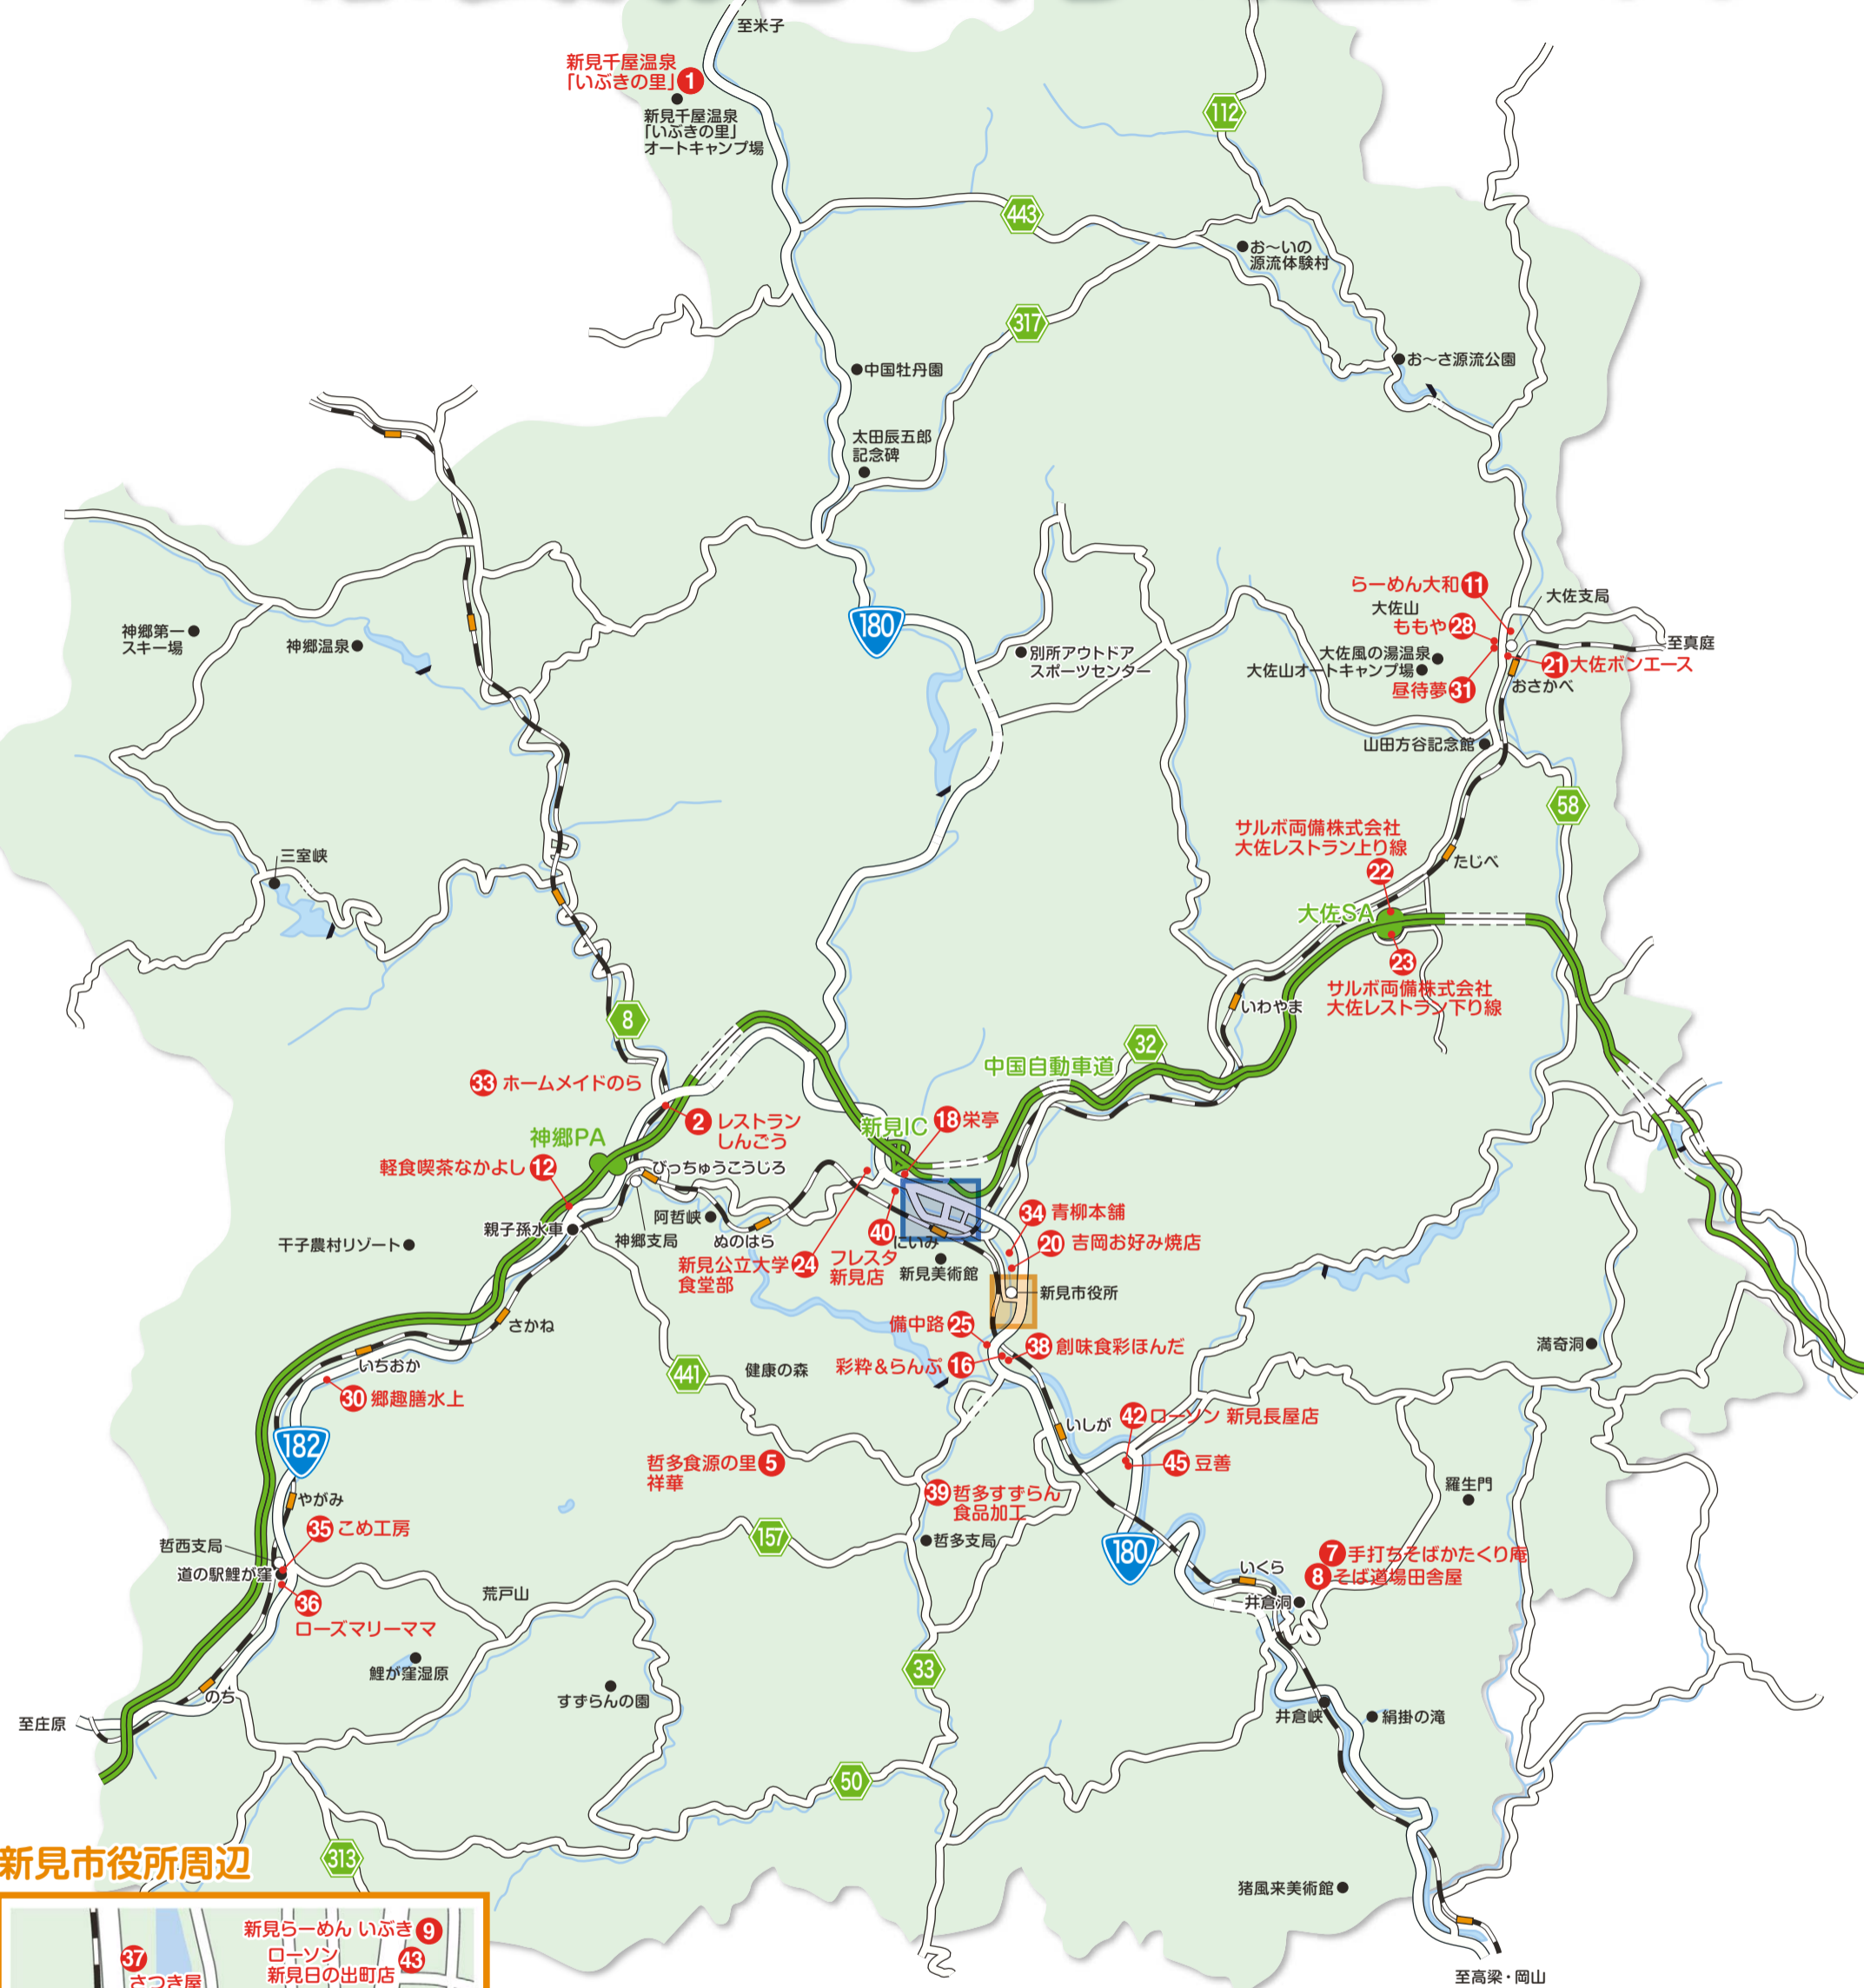 至米子
新見千屋温泉
「いぶきの里」
1
新見千屋温泉
「いぶきの里」
オートキャンプ場
112
443
お〜いの
源流体験村
317
お〜さ源流公園
中国牡丹園
太田辰五郎
記念碑
180
らーめん大和
11
大佐支局
大佐山
ももや
28
至真庭
神郷第一
スキー場
神郷温泉
別所アウトドア
スポーツセンター
大佐風の湯温泉
大佐山オートキャンプ場
21
大佐ボンエース
おさかべ
昼待夢
31
山田方谷記念館
58
サルボ両備株式会社
大佐レストラン上り線
22
たじべ
三室峡
大佐SA
23
サルボ両備株式会社
大佐レストラン下り線
いわやま
8
32
中国自動車道
33
ホームメイドのら
2
レストラン
しんごう
新見IC
18
栄亭
神郷PA
軽食喫茶なかよし
12
びっちゅうこうじろ
阿哲峡
親子孫水車
神郷支局
ぬのはら
40
にいみ
34
青柳本舗
20
吉岡お好み焼店
干子農村リゾート
新見公立大学
食堂部
24
フレスタ
新見店
新見美術館
新見市役所
さかね
備中路
25
38
創味食彩ほんだ
満奇洞
いちおか
彩粋&らんぷ
16
441
健康の森
30
郷趣膳水上
いしが
42
ローソン 新見長屋店
182
哲多食源の里
祥華
5
45
豆善
羅生門
やがみ
39
哲多すずらん
食品加工
35
こめ工房
157
哲多支局
180
哲西支局
道の駅鯉が窪
いくら
7
手打ちそばかたくり庵
8
そば道場田舎屋
荒戸山
井倉洞
36
ローズマリーママ
鯉が窪湿原
33
のち
すずらんの園
至庄原
井倉峡
絹掛の滝
50
新見市役所周辺
313
猪風来美術館
新見らーめん いぶき
9
37
さつき屋
ローソン
新見日の出町店
43
至高梁・岡山